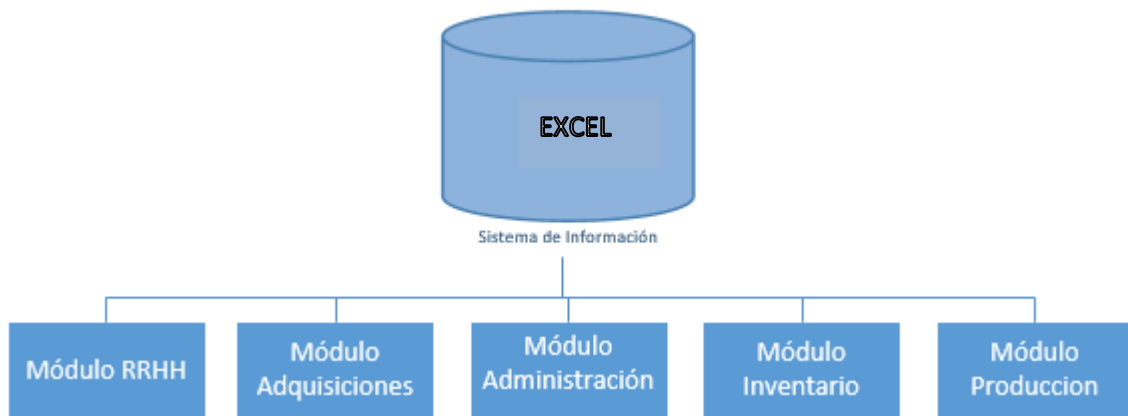 EXCEL
Sistema de Información
Módulo RRHH
Módulo
Adquisiciones
Módulo
Administración
Módulo
Inventario
Módulo
Produccion